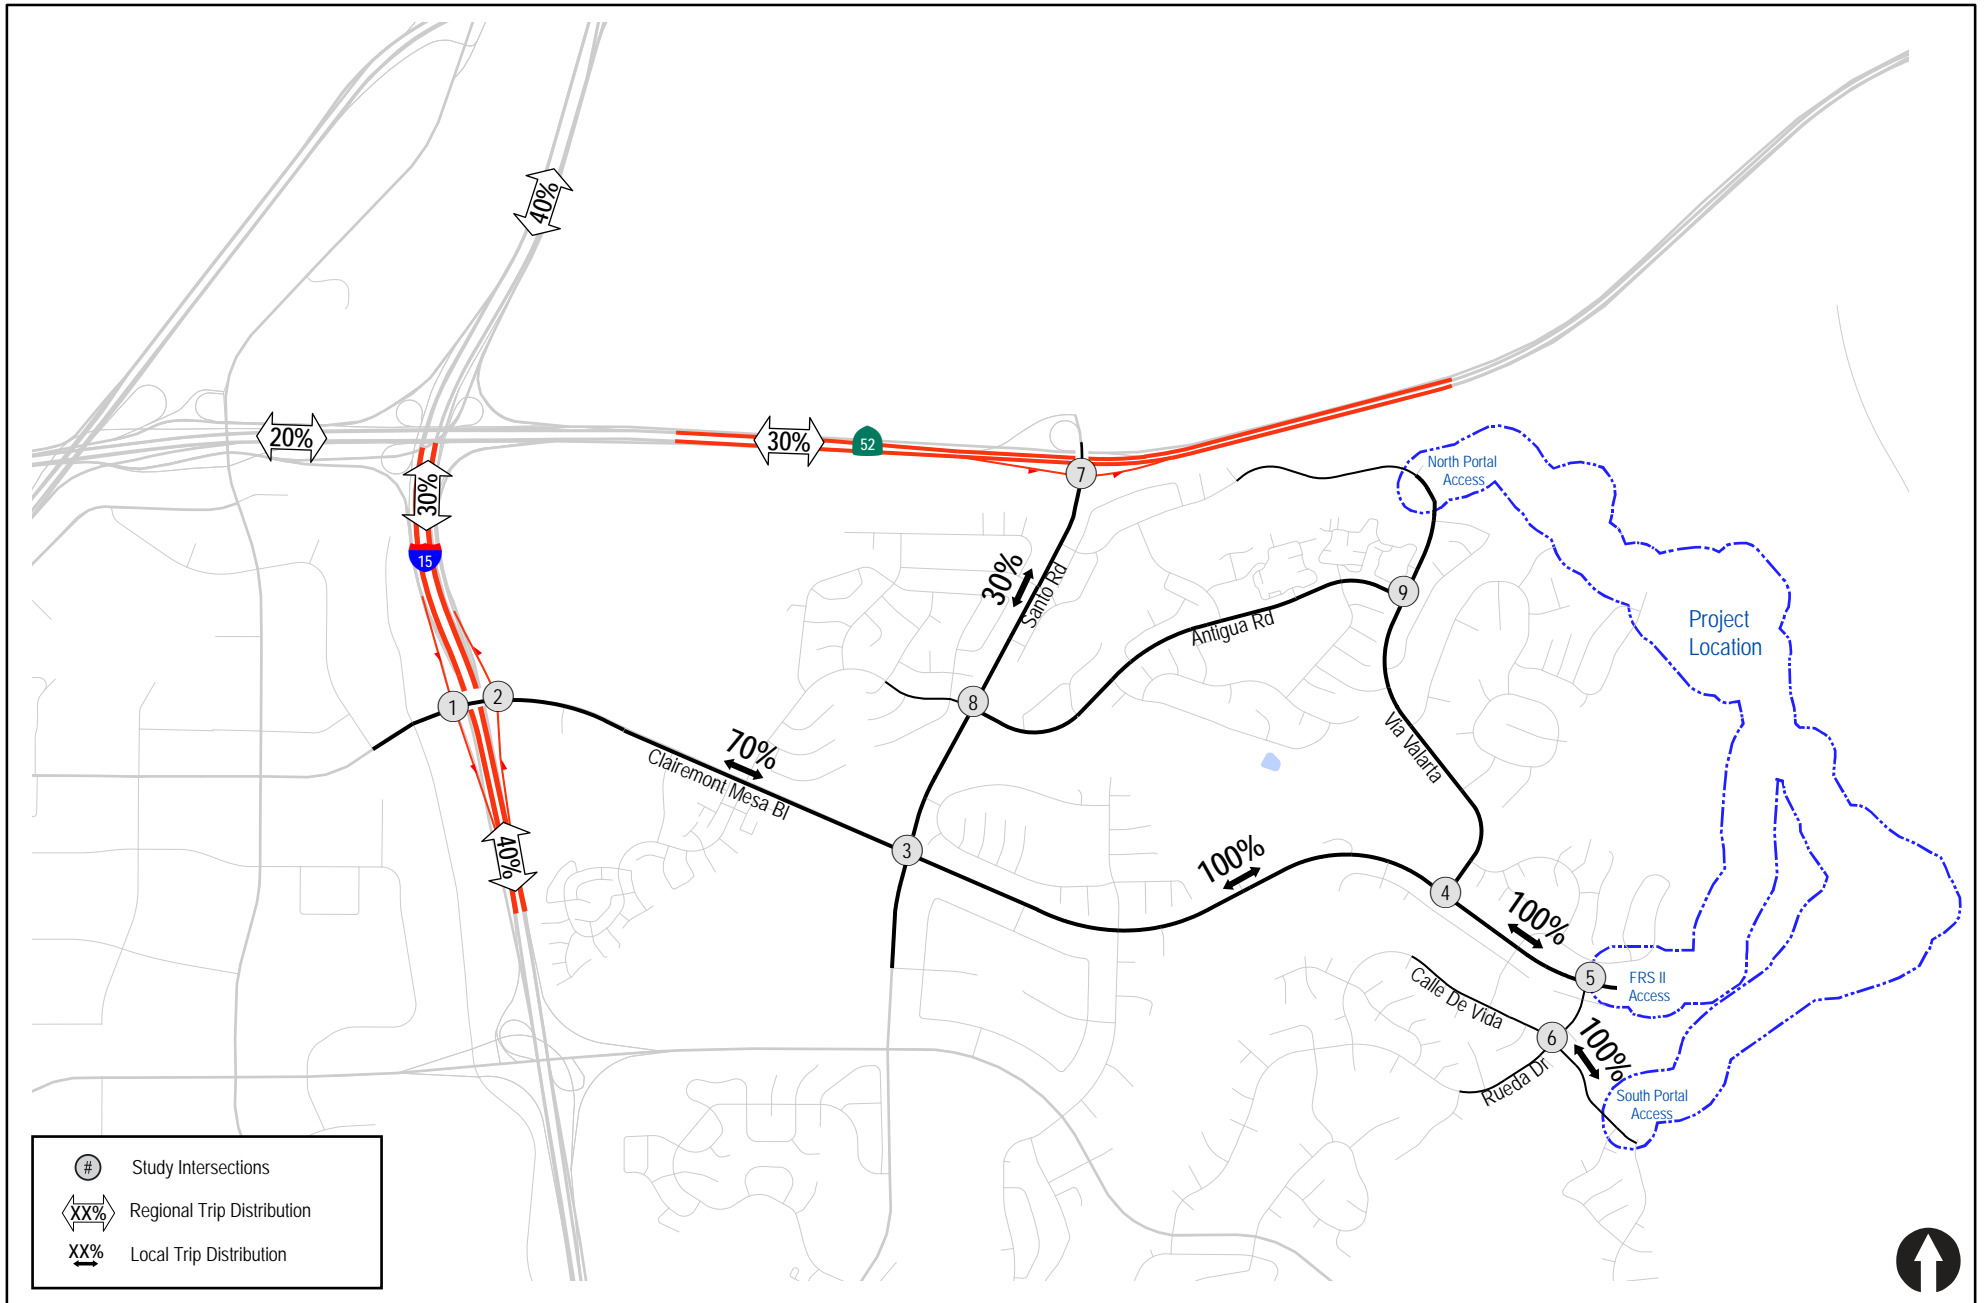 40%
20%
30%
52
30%
15
7
North Portal
Access
30%
Santo Rd
9
Antigua Rd
Project
Location
1
2
8
70%
Clairemont Mesa Bl
Via Valarta
40%
3
100%
4
100%
5
FRS II
Access
Calle De Vida
6
100%
Rueda Dr
South Portal
Access
# Study Intersections
XX% Regional Trip Distribution
XX% Local Trip Distribution